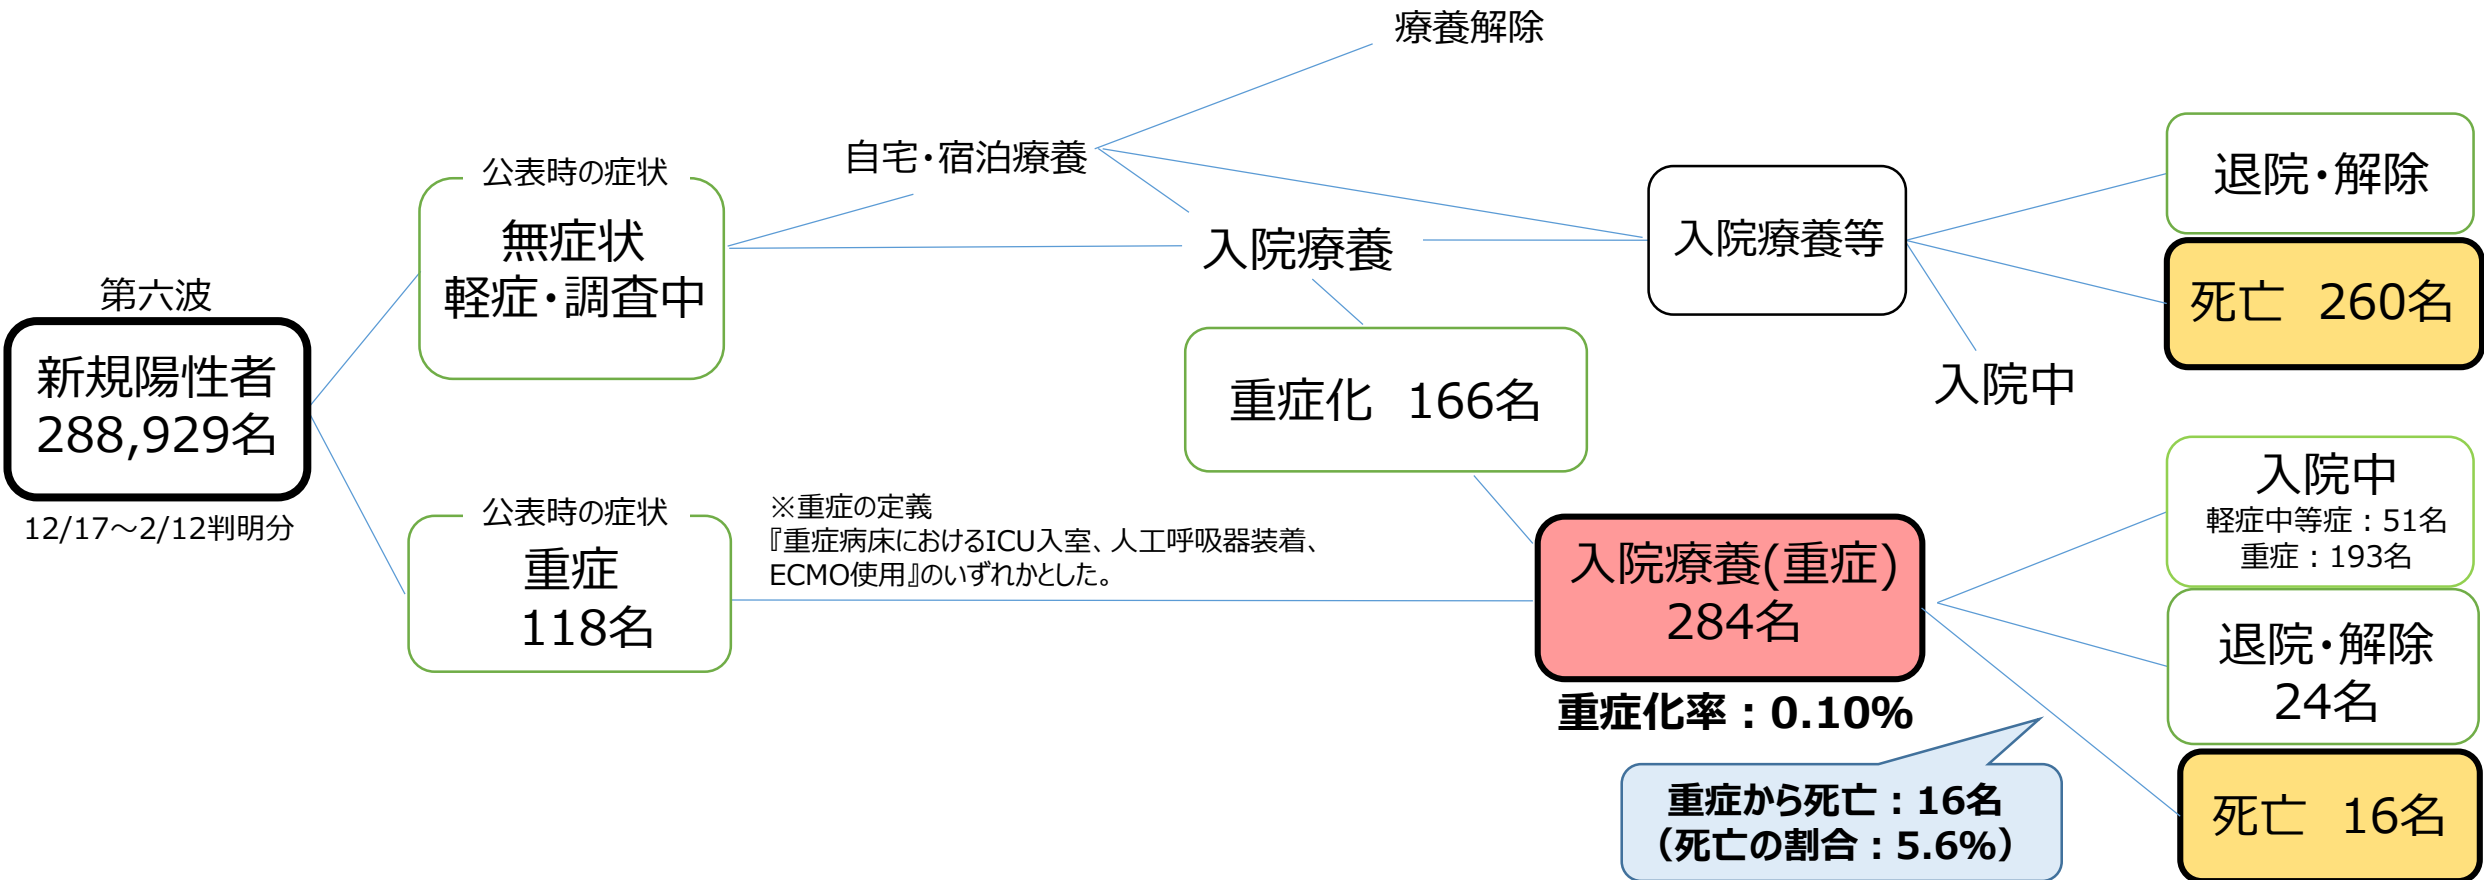 第六波
新規陽性者
288,929名
12/17～2/12判明分
公表時の症状
無症状
軽症・調査中
公表時の症状
重症
118名
※重症の定義
『重症病床におけるICU入室、人工呼吸器装着、
ECMO使用』のいずれかとした。
療養解除
自宅・宿泊療養
入院療養
重症化　166名
入院療養等
退院・解除
死亡　260名
入院中
入院療養(重症)
284名
重症化率：0.10%
重症から死亡：16名
（死亡の割合：5.6%）
入院中
軽症中等症：51名
重症：193名
退院・解除
24名
死亡　16名